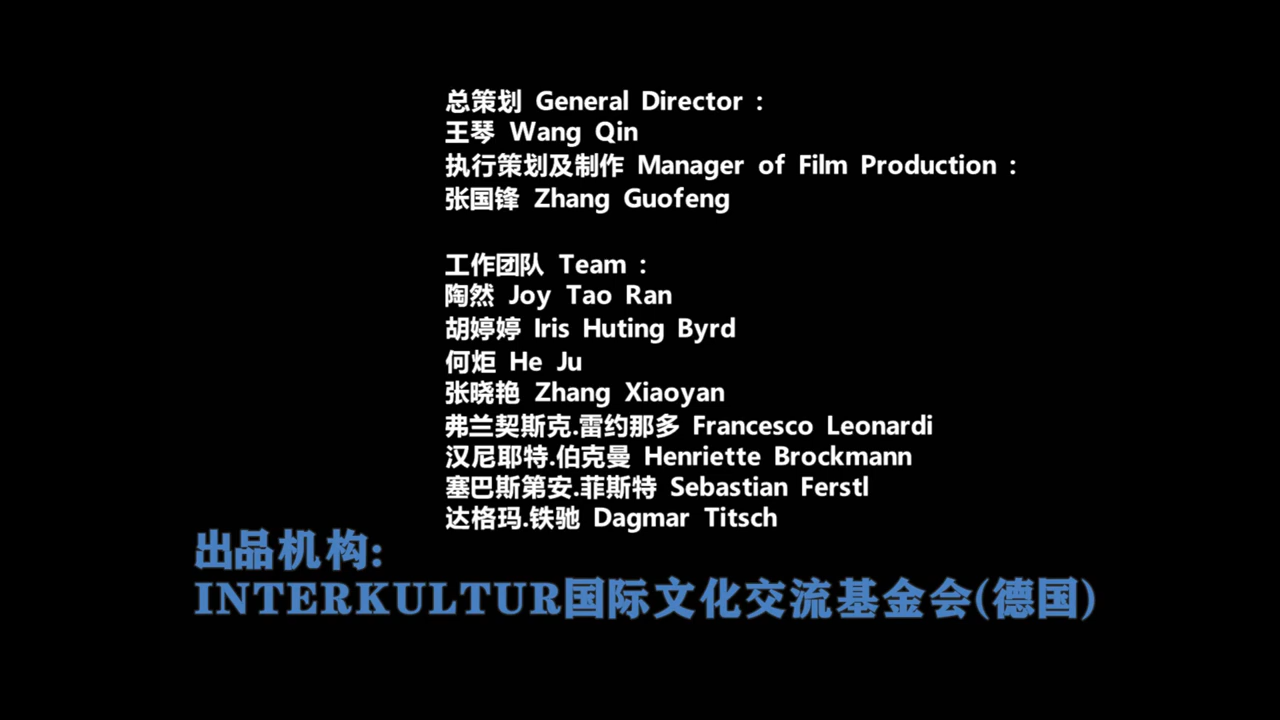 总策划 General Director :
王琴 Wang Qin
执行策划及制作 Manager of Film Production :
张国锋 Zhang Guofeng
工作团队 Team :
陶然 Joy Tao Ran
胡婷婷 Iris Huting Byrd
何炬 He Ju
张晓艳 Zhang Xiaoyan
弗兰契斯克.雷约那多 Francesco Leonardi
汉尼耶特.伯克曼 Henriette Brockmann
塞巴斯第安.菲斯特 Sebastian Ferstl
达格玛.铁驰 Dagmar Titsch
出品机构:
INTERKULTUR国际文化交流基金会(德国)